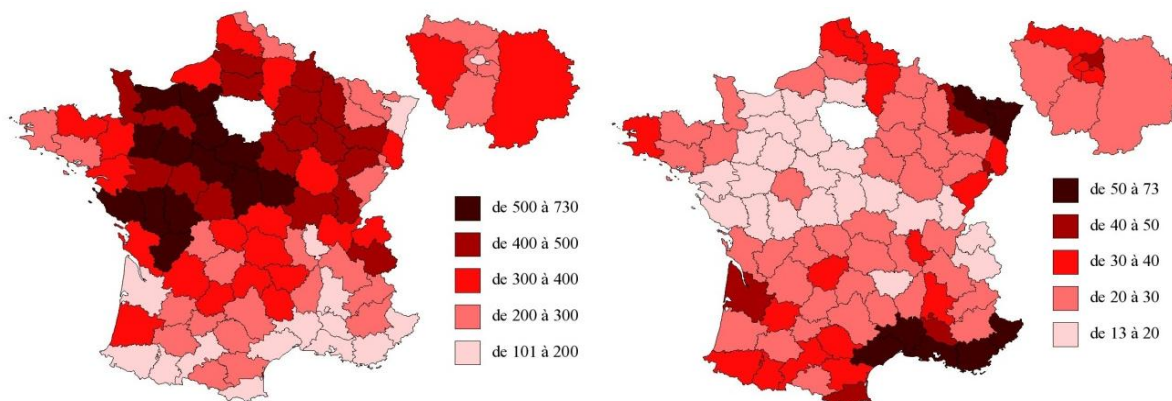 de 500 à 730
de 400 à 500
de 300 à 400
de 200 à 300
de 101 à 200
de 50 à 73
de 40 à 50
de 30 à 40
de 20 à 30
de 13 à 20